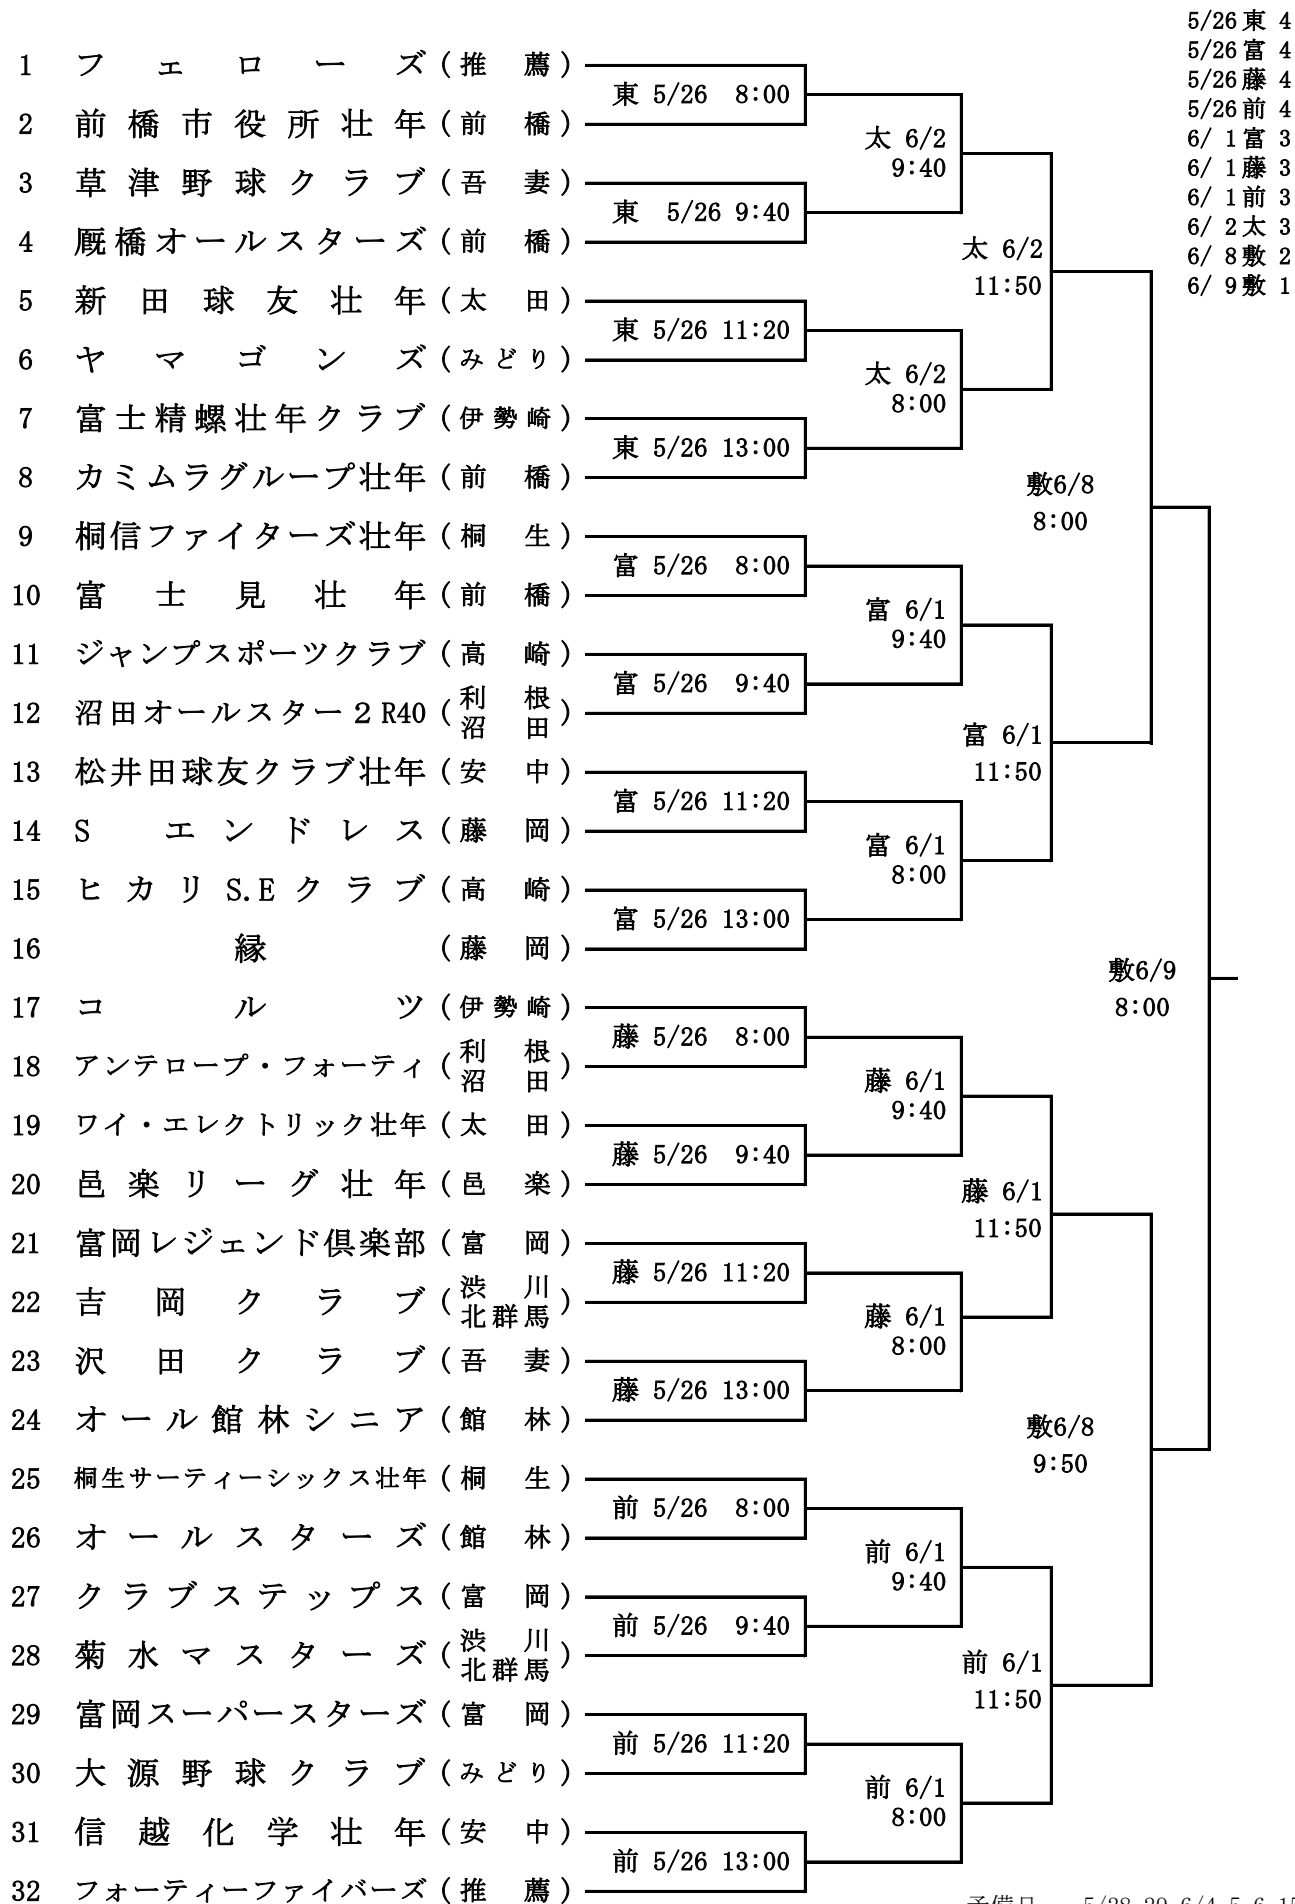 5/26東 4
5/26富 4
5/26藤 4
5/26前 4
6/ 1富 3
6/ 1藤 3
6/ 1前 3
6/ 2太 3
6/ 8敷 2
6/ 9敷 1
1 フェローズ(推薦)
東 5/26 8:00
2 前橋市役所壮年(前橋)
太 6/2
9:40
3 草津野球クラブ(吾妻)
東 5/26 9:40
4 厩橋オールスターズ(前橋)
太 6/2
11:50
5 新田球友壮年(太田)
東 5/26 11:20
6 ヤマゴンズ(みどり)
太 6/2
8:00
7 富士精螺壮年クラブ(伊勢崎)
東 5/26 13:00
8 カミムラグループ壮年(前橋)
敷6/8
8:00
9 桐信ファイターズ壮年(桐生)
富 5/26 8:00
10 富士見壮年(前橋)
富 6/1
9:40
11 ジャンプスポーツクラブ(高崎)
富 5/26 9:40
12 沼田オールスター2R40(利根沼田)
富 6/1
11:50
13 松井田球友クラブ壮年(安中)
富 5/26 11:20
14 S エンドレス(藤岡)
富 6/1
8:00
15 ヒカリS.Eクラブ(高崎)
富 5/26 13:00
16 縁(藤岡)
敷6/9
8:00
17 コルツ(伊勢崎)
藤 5/26 8:00
18 アンテロープ・フォーティ(利根沼田)
藤 6/1
9:40
19 ワイ・エレクトリック壮年(太田)
藤 5/26 9:40
20 邑楽リーグ壮年(邑楽)
藤 6/1
11:50
21 富岡レジェンド倶楽部(富岡)
藤 5/26 11:20
22 吉岡クラブ(渋川北群馬)
藤 6/1
8:00
23 沢田クラブ(吾妻)
藤 5/26 13:00
24 オール館林シニア(館林)
敷6/8
9:50
25 桐生サーティーシックス壮年(桐生)
前 5/26 8:00
26 オールスターズ(館林)
前 6/1
9:40
27 クラブステップス(富岡)
前 5/26 9:40
28 菊水マスターズ(渋川北群馬)
前 6/1
11:50
29 富岡スーパースターズ(富岡)
前 5/26 11:20
30 大源野球クラブ(みどり)
前 6/1
8:00
31 信越化学壮年(安中)
前 5/26 13:00
32 フォーティーファイバーズ(推薦)